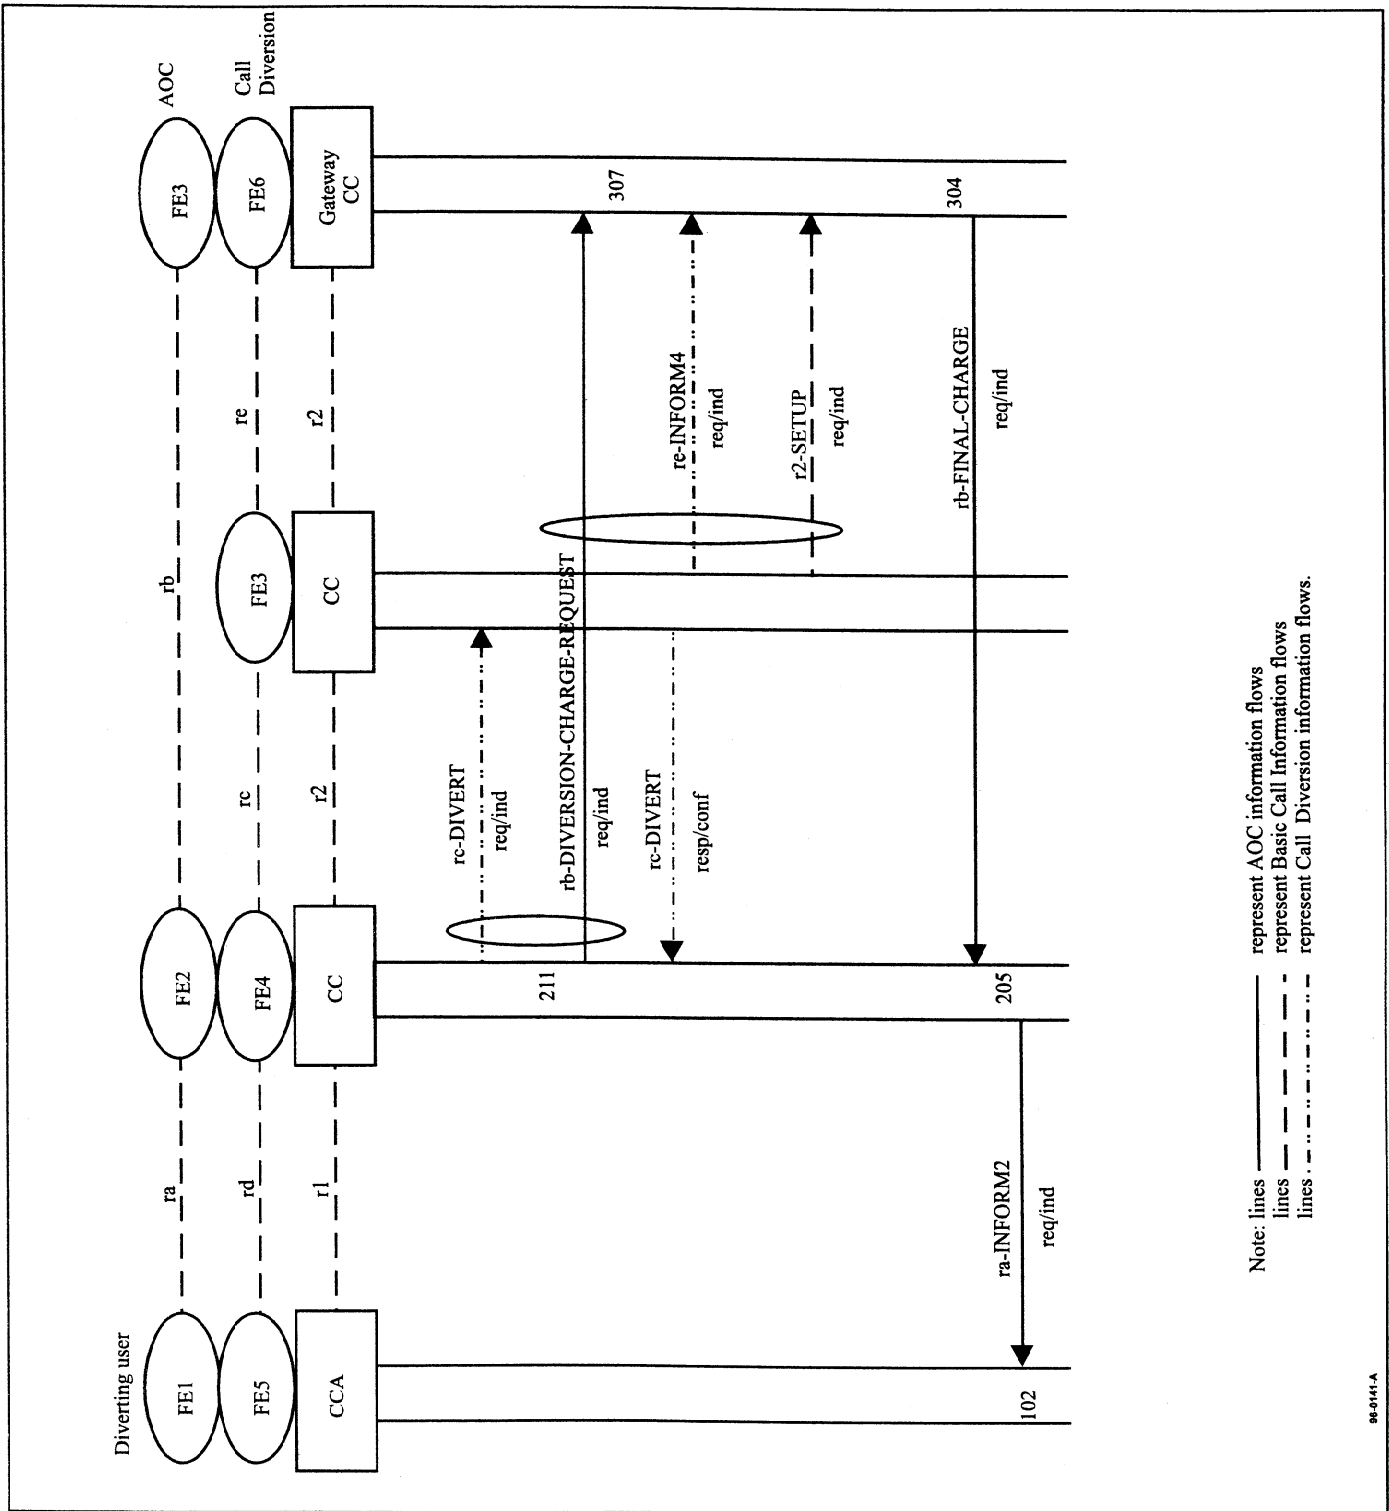 Diverting user
AOC
Call
Diversion
FE1
ra
FE2
rb
FE3
FE5
rd
FE4
rc
FE3
re
FE6
CCA
r1
CC
r2
CC
r2
Gateway
CC
rc-DIVERT
req/ind
211
rb-DIVERSION-CHARGE-REQUEST
req/ind
307
rc-DIVERT
resp/conf
re-INFORM4
req/ind
r2-SETUP
req/ind
304
rb-FINAL-CHARGE
req/ind
205
ra-INFORM2
req/ind
102
Note: lines represent AOC information flows
lines represent Basic Call Information flows
lines represent Call Diversion information flows.
96-0141-A